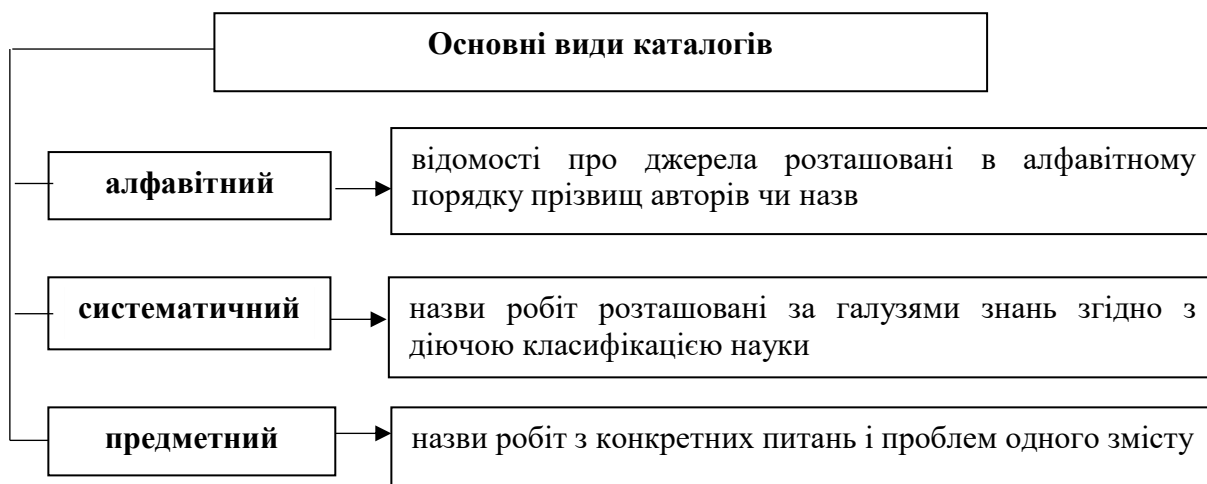 Основні види каталогів
алфавітний
відомості про джерела розташовані в алфавітному
порядку прізвищ авторів чи назв
систематичний
назви робіт розташовані за галузями знань згідно з
діючою класифікацією науки
предметний
назви робіт з конкретних питань і проблем одного змісту